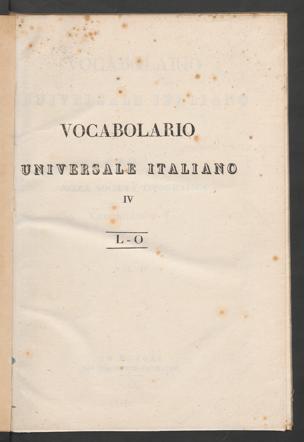 VOCABOLARIO
UNIVERSALE ITALIANO
IV
L - O